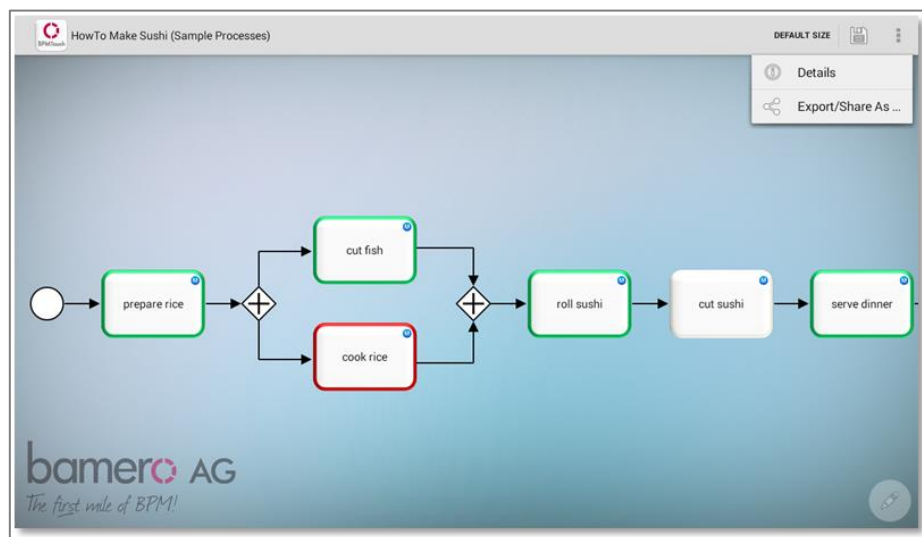 BPMTouch
HowTo Make Sushi (Sample Processes)
DEFAULT SIZE
Details
Export/Share As ...
cut fish
prepare rice
roll sushi
cut sushi
serve dinner
cook rice
bamero AG
The first mile of BPM!